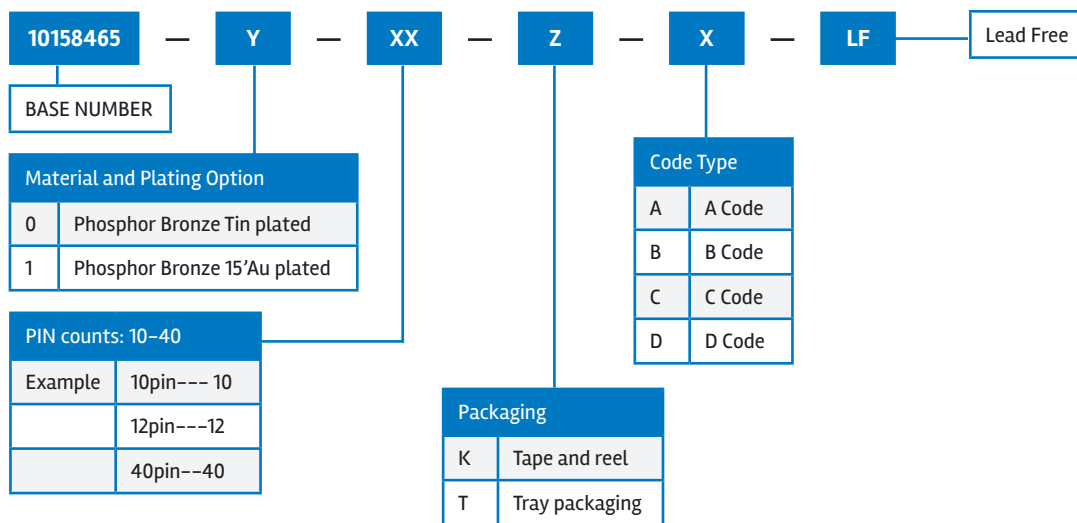 10158465 — Y — XX — Z — X — LF Lead Free
BASE NUMBER
Material and Plating Option
0 Phosphor Bronze Tin plated
1 Phosphor Bronze 15'Au plated
PIN counts: 10-40
Example 10pin--- 10
12pin---12
40pin--40
Packaging
K Tape and reel
T Tray packaging
Code Type
A A Code
B B Code
C C Code
D D Code